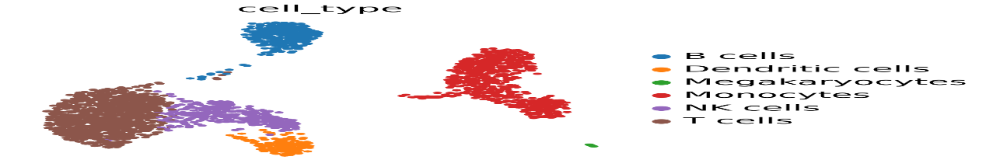 cell_type
B cells
Dendritic cells
Megakaryocytes
Monocytes
NK cells
T cells